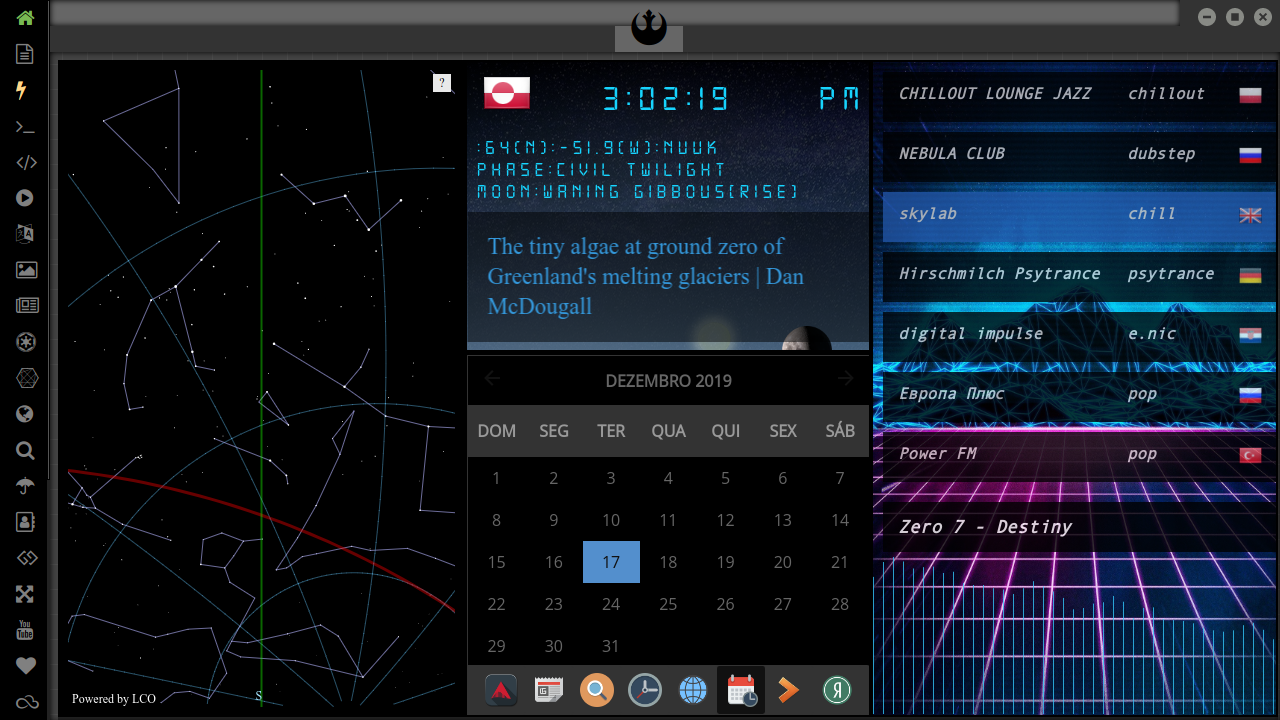 ?
3:02:19 PM
:64(N):-51.9(W):NUUK
PHASE:CIVIL TWILIGHT
MOON:WANING GIBBOUS(RISE)
The tiny algae at ground zero of
Greenland's melting glaciers | Dan
McDougall
DEZEMBRO 2019
DOM SEG TER QUA QUI SEX SÁB
1 2 3 4 5 6 7
8 9 10 11 12 13 14
15 16 17 18 19 20 21
22 23 24 25 26 27 28
29 30 31
CHILLOUT LOUNGE JAZZ chillout
NEBULA CLUB dubstep
skylab chill
Hirschmilch Psytrance psytrance
digital impulse e.nic
Европа Плюс pop
Power FM pop
Zero 7 - Destiny
S
Powered by LCO
You
Tube
Я